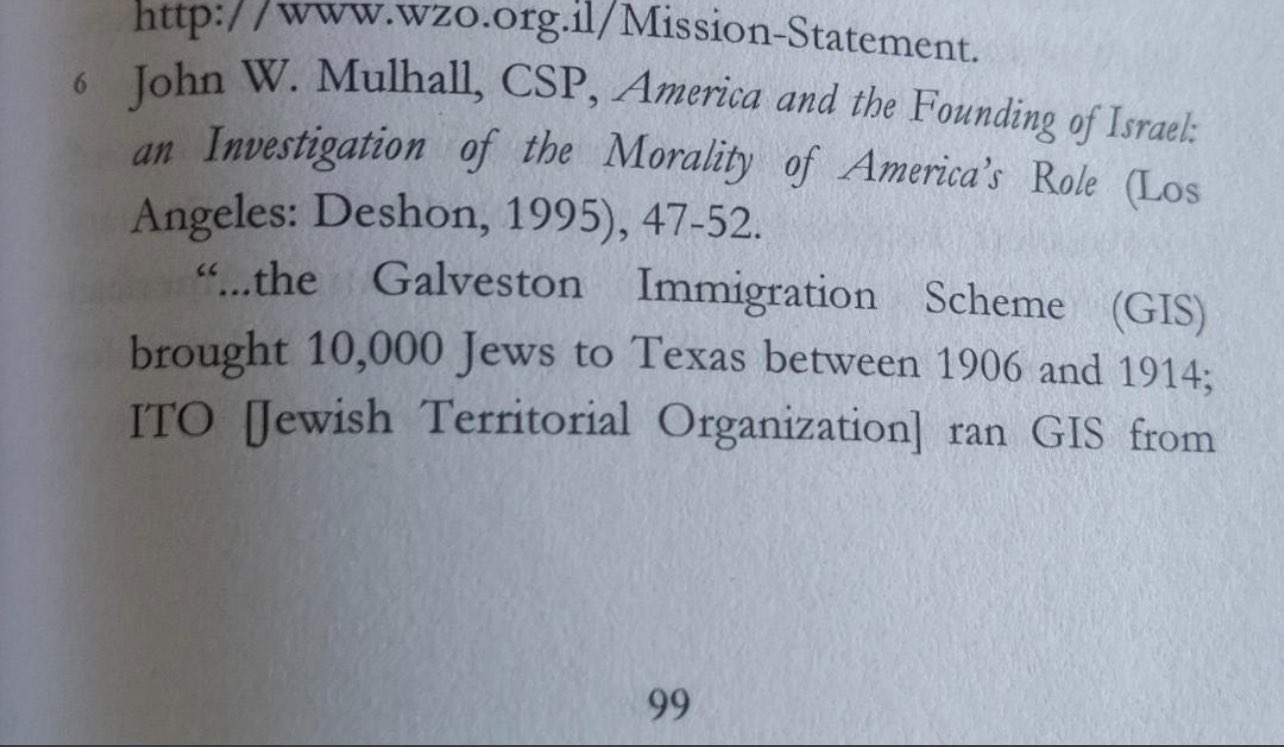 http://www.wzo.org.il/Mission-Statement.
6 John W. Mulhall, CSP, America and the Founding of Israel:
an Investigation of the Morality of America's Role (Los
Angeles: Deshon, 1995), 47-52.
“...the Galveston Immigration Scheme (GIS)
brought 10,000 Jews to Texas between 1906 and 1914;
ITO [Jewish Territorial Organization] ran GIS from
99